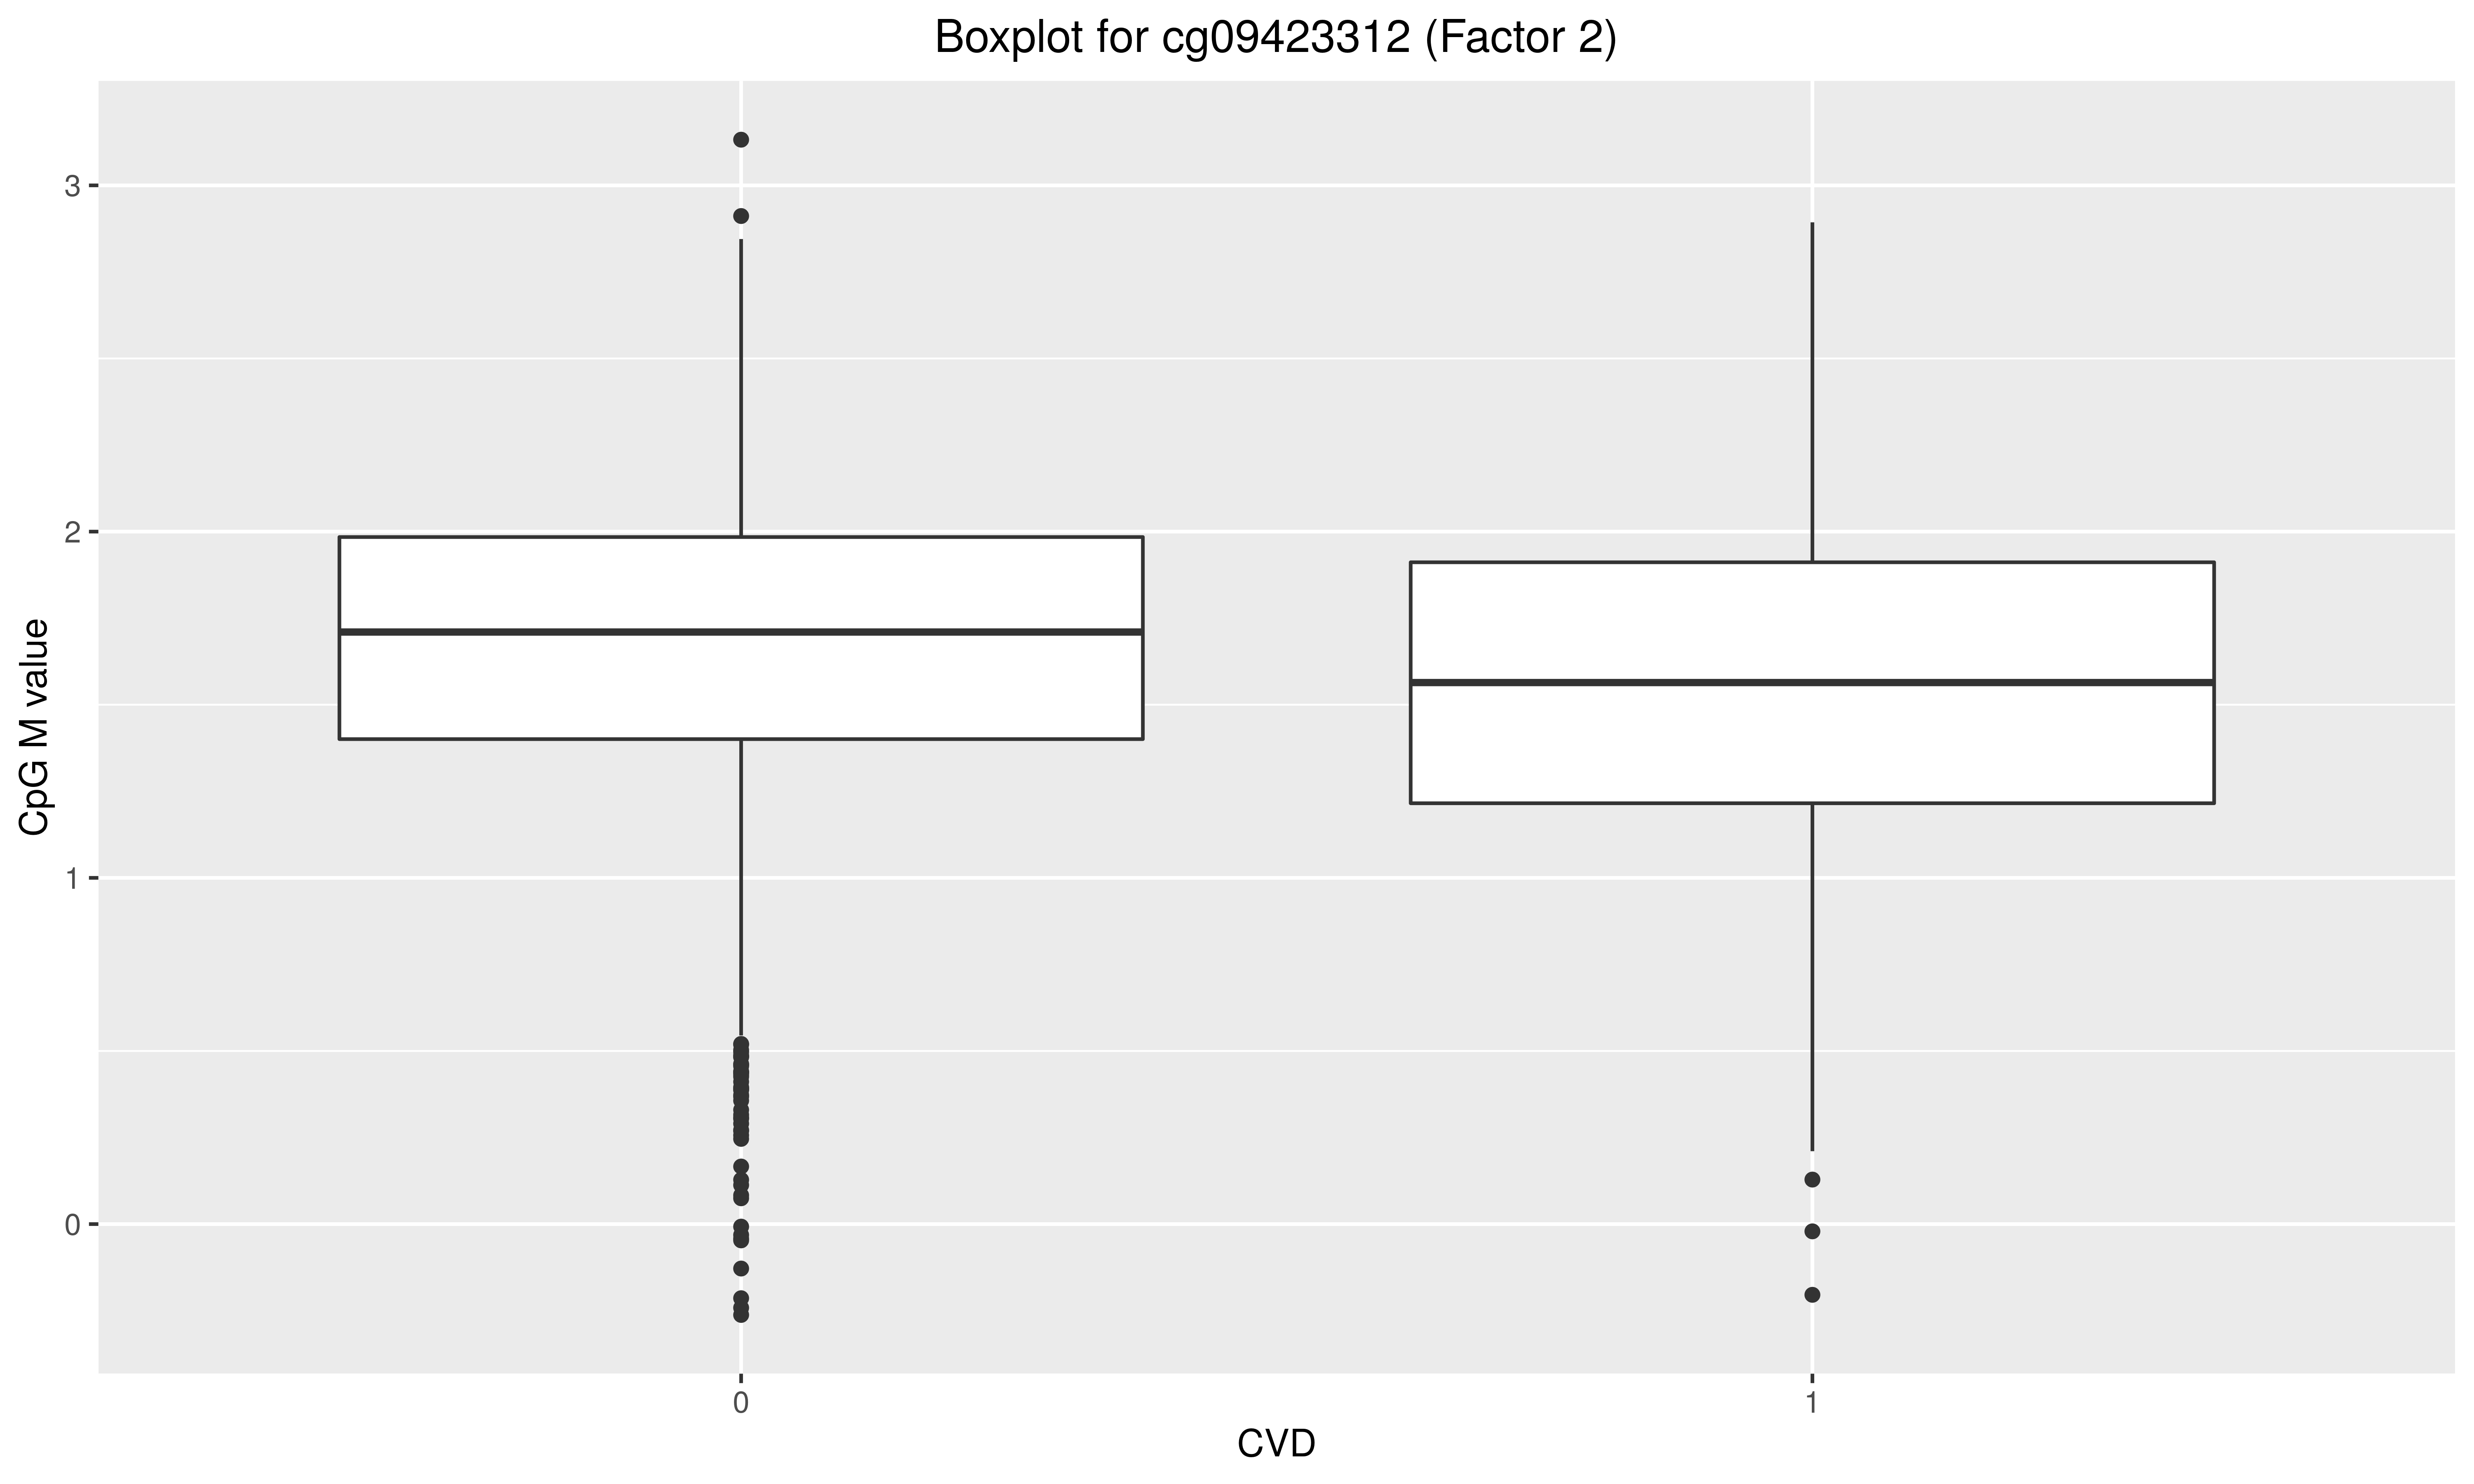 Boxplot for cg09423312 (Factor 2)
CpG M value
3
2
1
0
0 1
CVD